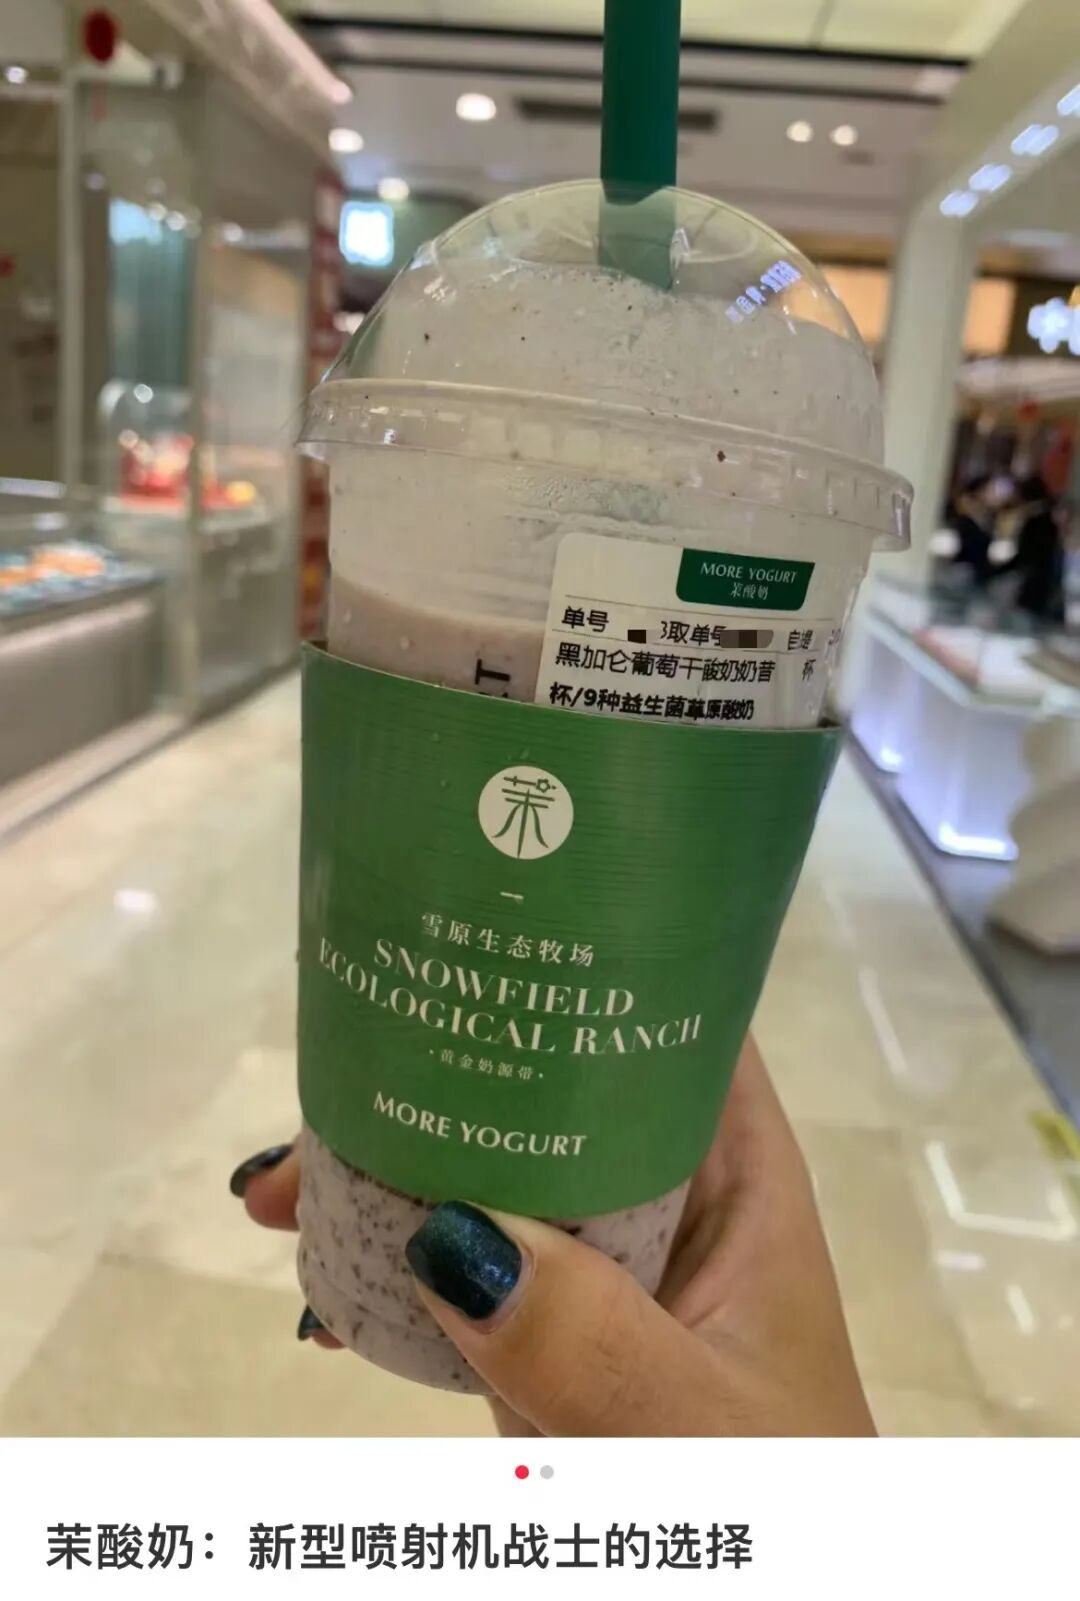 MORE YOGURT
茉酸奶
单号 3取单号 自提
黑加仑葡萄干酸奶奶昔 杯
杯/9种益生菌草原酸奶
茉
雪原生态牧场
SNOWFIELD
ECOLOGICAL RANCH
·黄金奶源带·
MORE YOGURT
茉酸奶：新型喷射机战士的选择